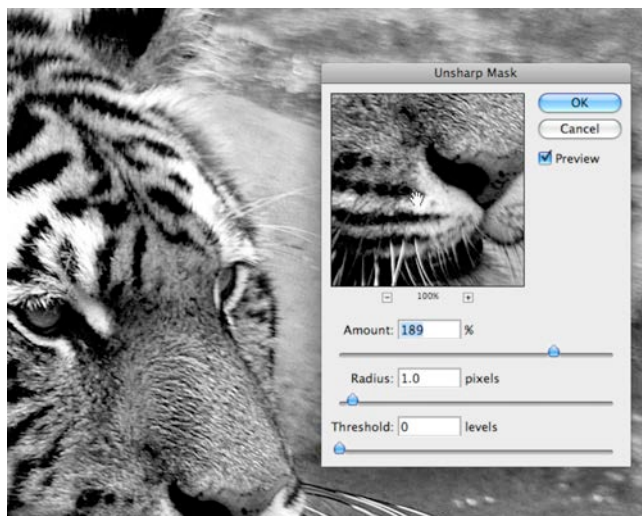 Unsharp Mask
OK
Cancel
Preview
100%
Amount: 189 %
Radius: 1.0 pixels
Threshold: 0 levels